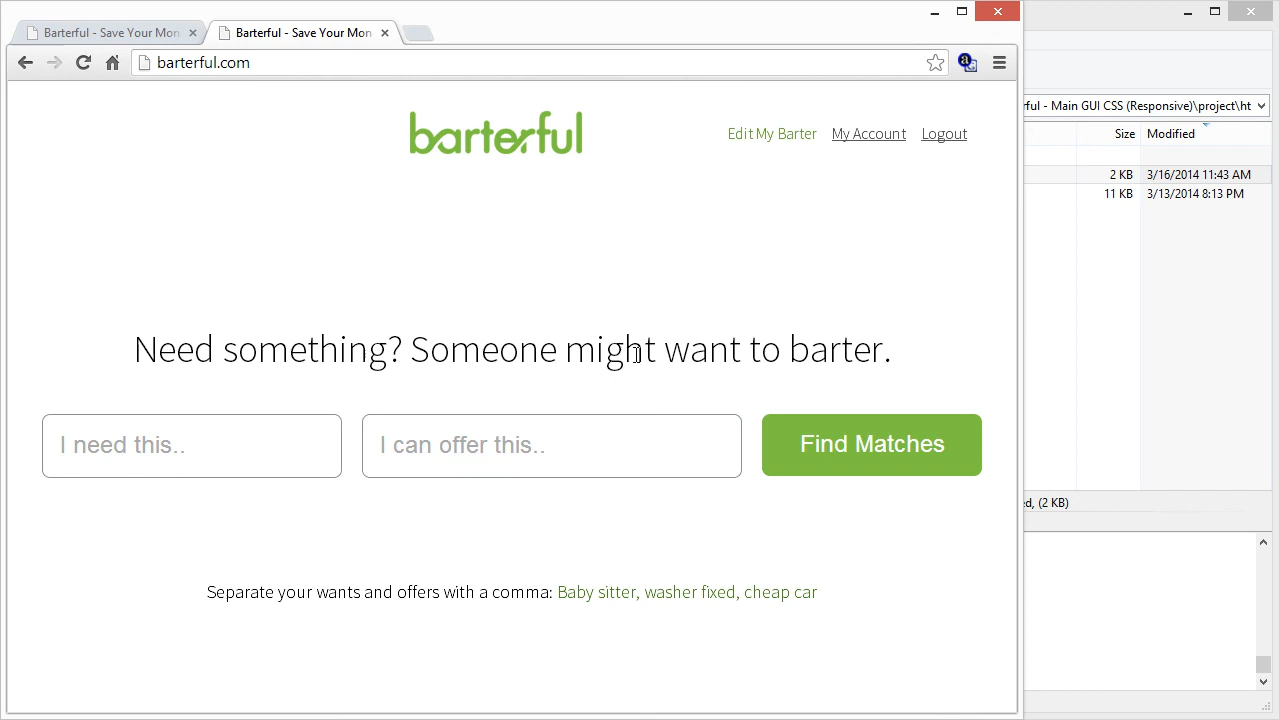 Barterful - Save Your Mon
Barterful - Save Your Mon
barterful.com
rful - Main GUI CSS (Responsive)\project\ht
barterful
Edit My Barter My Account Logout
Size Modified
2 KB 3/16/2014 11:43 AM
11 KB 3/13/2014 8:13 PM
Need something? Someone might want to barter.
I need this..
I can offer this..
Find Matches
ed, (2 KB)
Separate your wants and offers with a comma: Baby sitter, washer fixed, cheap car